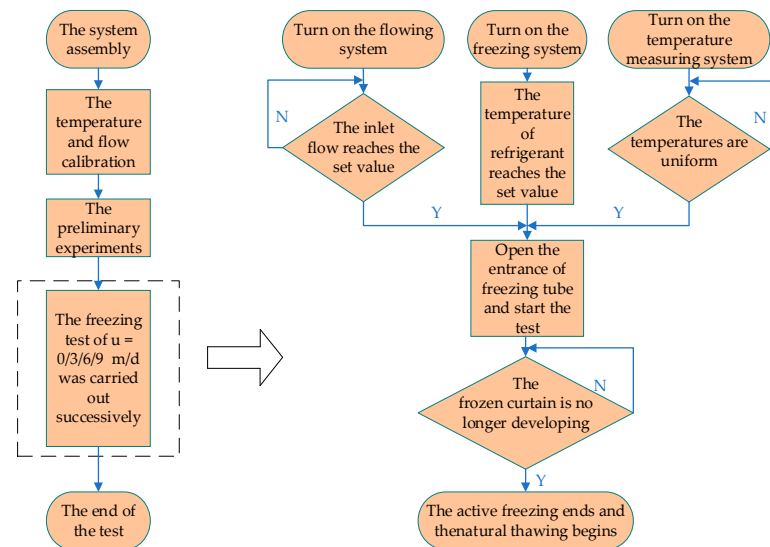 The system
assembly
The
temperature
and flow
calibration
The
preliminary
experiments
The freezing
test of u =
0/3/6/9 m/d
was carried
out
successively
The end of
the test
Turn on the flowing
system
N
The inlet
flow reaches the
set value
Y
Turn on the
freezing system
The
temperature
of
refrigerant
reaches the
set value
Turn on the
the temperature
measuring system
N
The
temperatures are
uniform
Y
Open the
entrance of
freezing tube
and start the
test
The
frozen curtain is no
longer developing
N
Y
The active freezing ends and
thenatural thawing begins